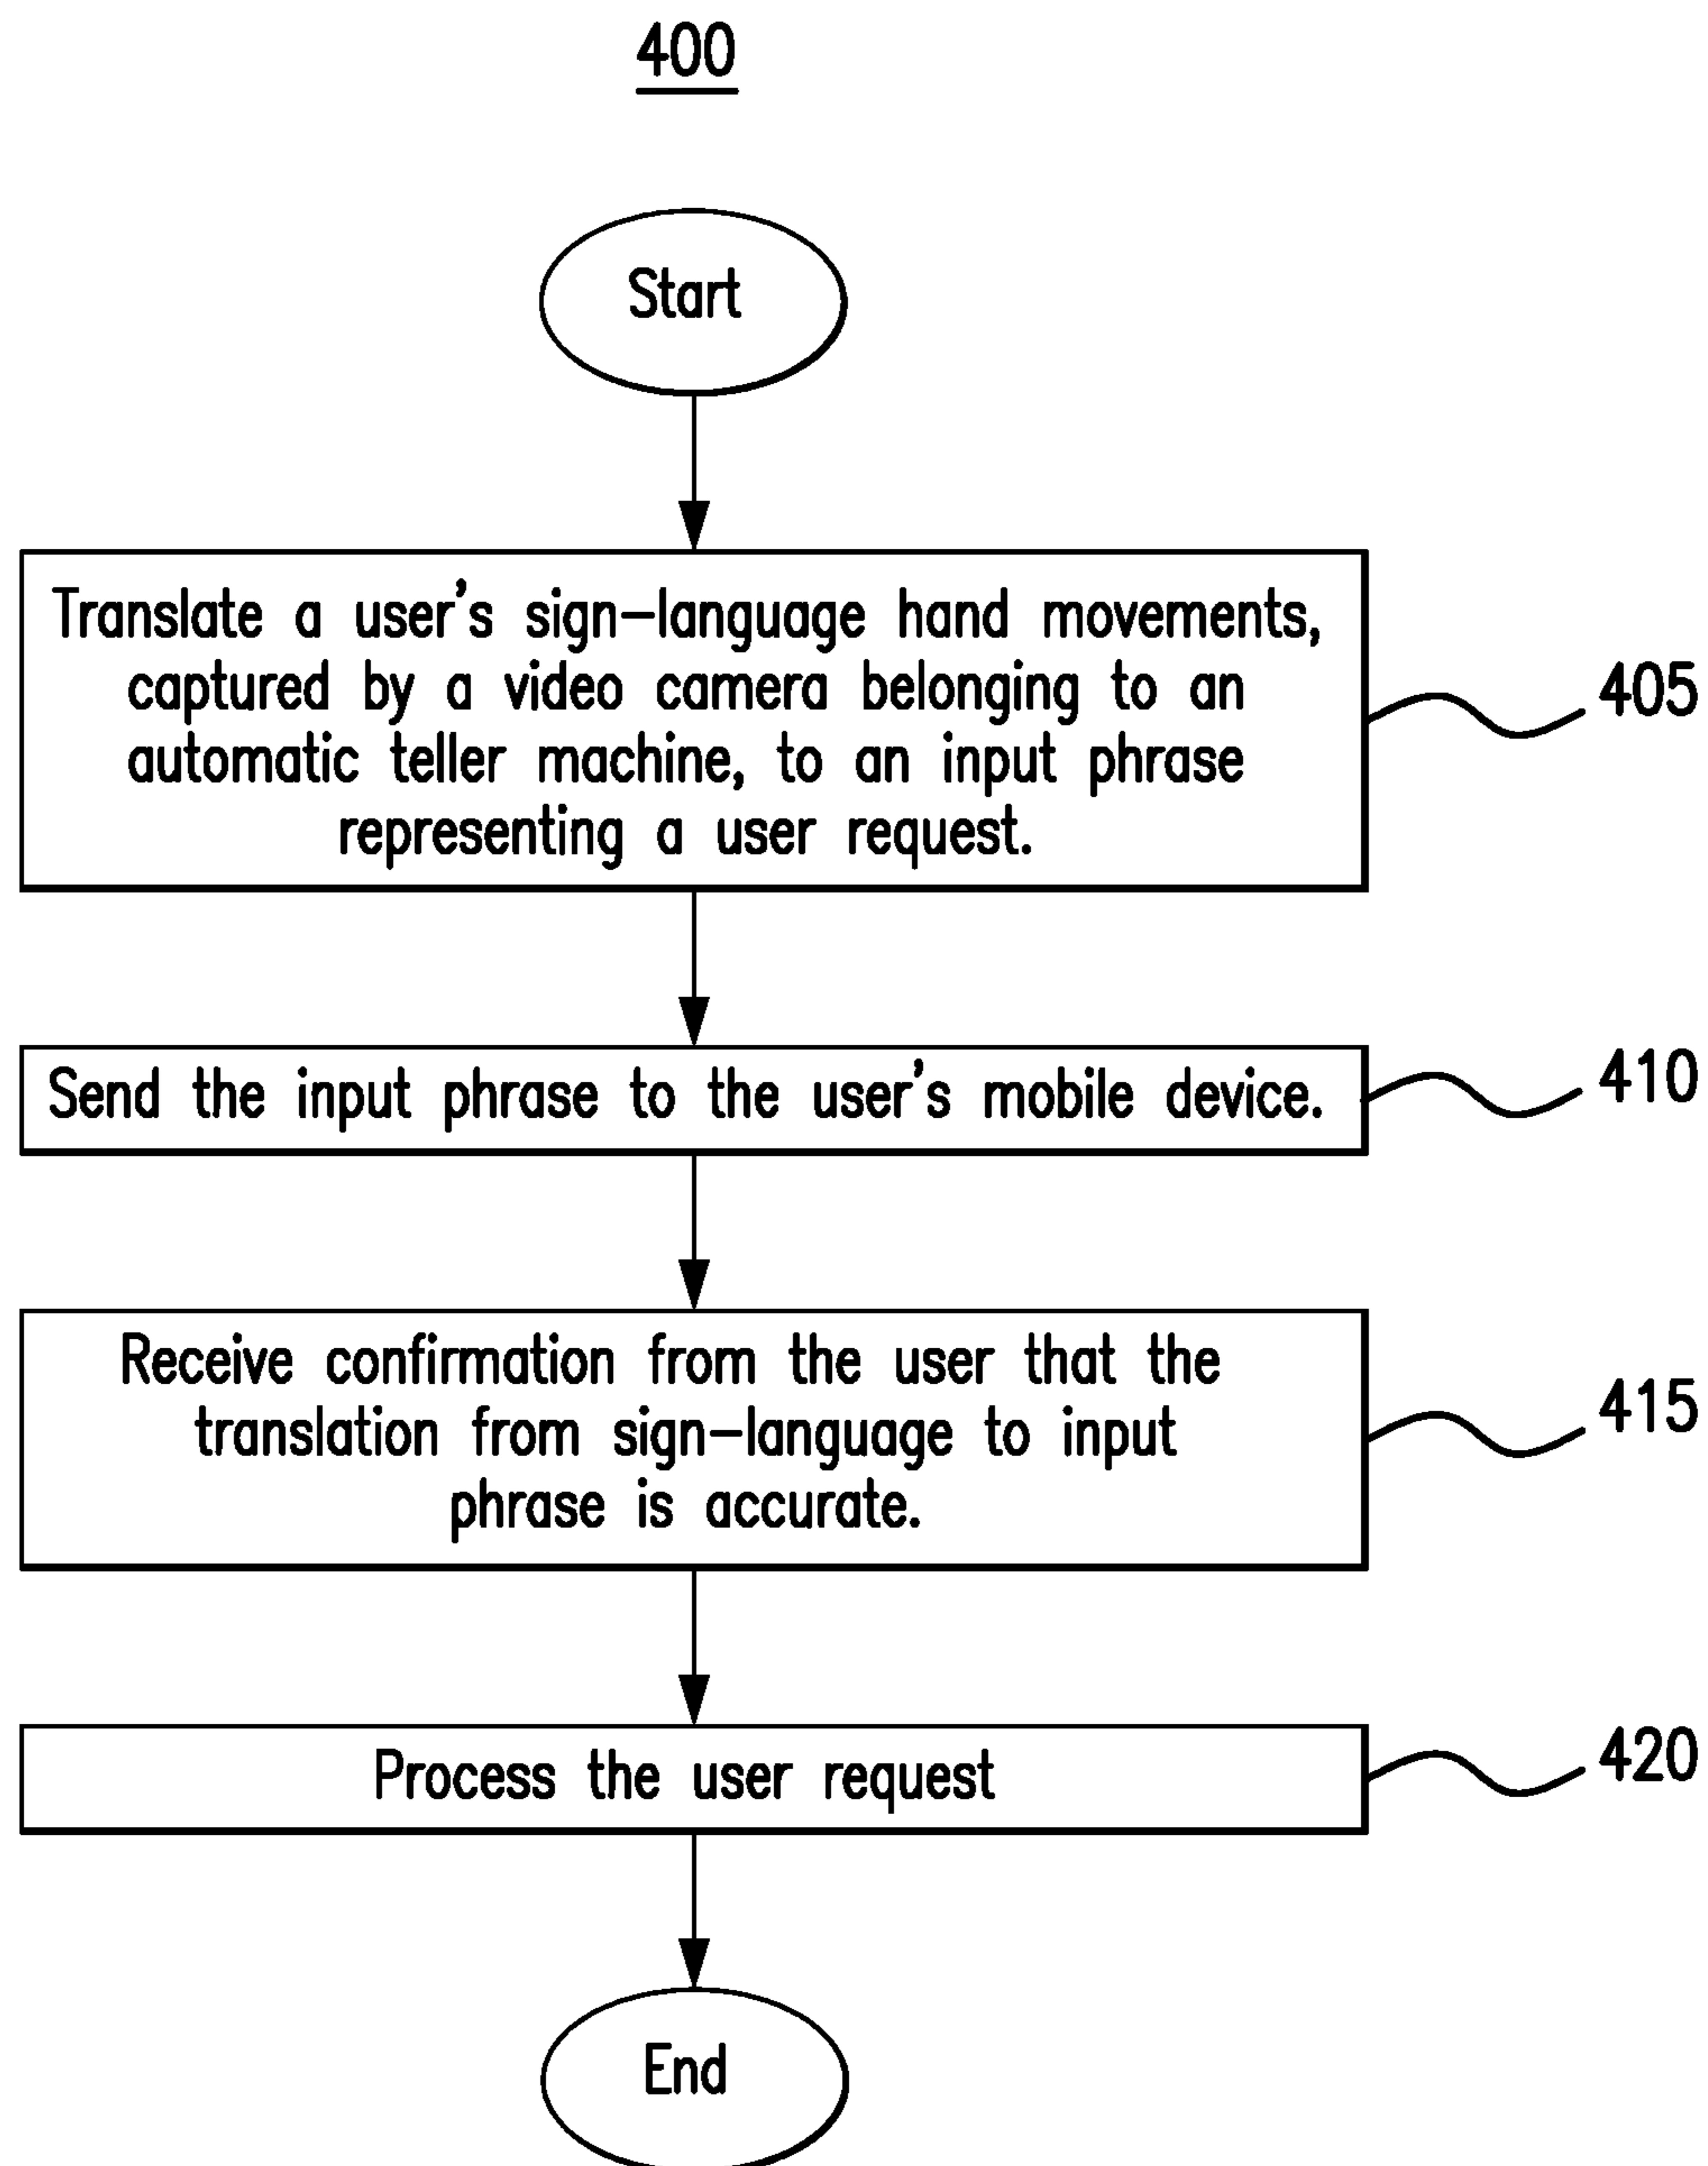 400
Start
Translate a user's sign-language hand movements,
captured by a video camera belonging to an
automatic teller machine, to an input phrase
representing a user request.
405
Send the input phrase to the user's mobile device.
410
Receive confirmation from the user that the
translation from sign-language to input
phrase is accurate.
415
Process the user request
420
End